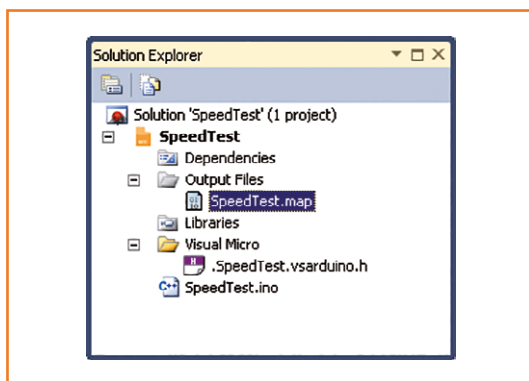 Solution Explorer
Solution 'SpeedTest' (1 project)
SpeedTest
Dependencies
Output Files
SpeedTest.map
Libraries
Visual Micro
.SpeedTest.vsarduino.h
SpeedTest.ino